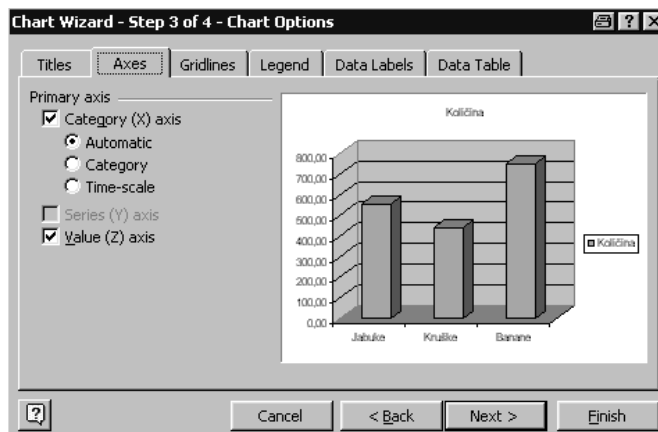 Chart Wizard - Step 3 of 4 - Chart Options
Titles Axes Gridlines Legend Data Labels Data Table
Primary axis
Category (X) axis
Automatic
Category
Time-scale
Series (Y) axis
Value (Z) axis
Količina
800,00
700,00
600,00
500,00
400,00
300,00
200,00
100,00
0,00
Jabuke Kruške Banane
Količina
Cancel < Back Next > Finish